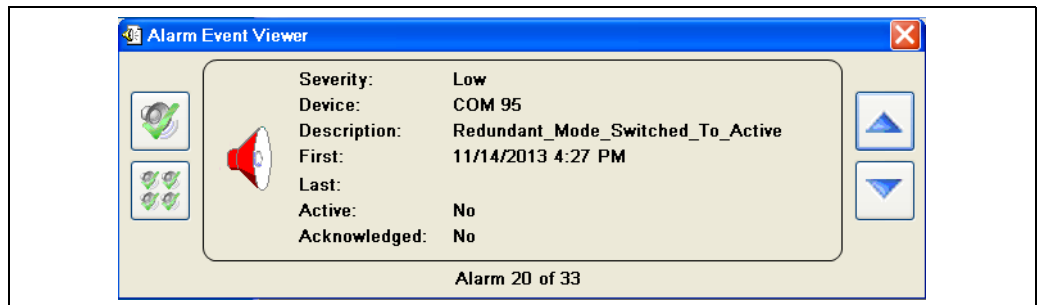 Alarm Event Viewer
Severity: Low
Device: COM 95
Description: Redundant_Mode_Switched_To_Active
First: 11/14/2013 4:27 PM
Last:
Active: No
Acknowledged: No
Alarm 20 of 33